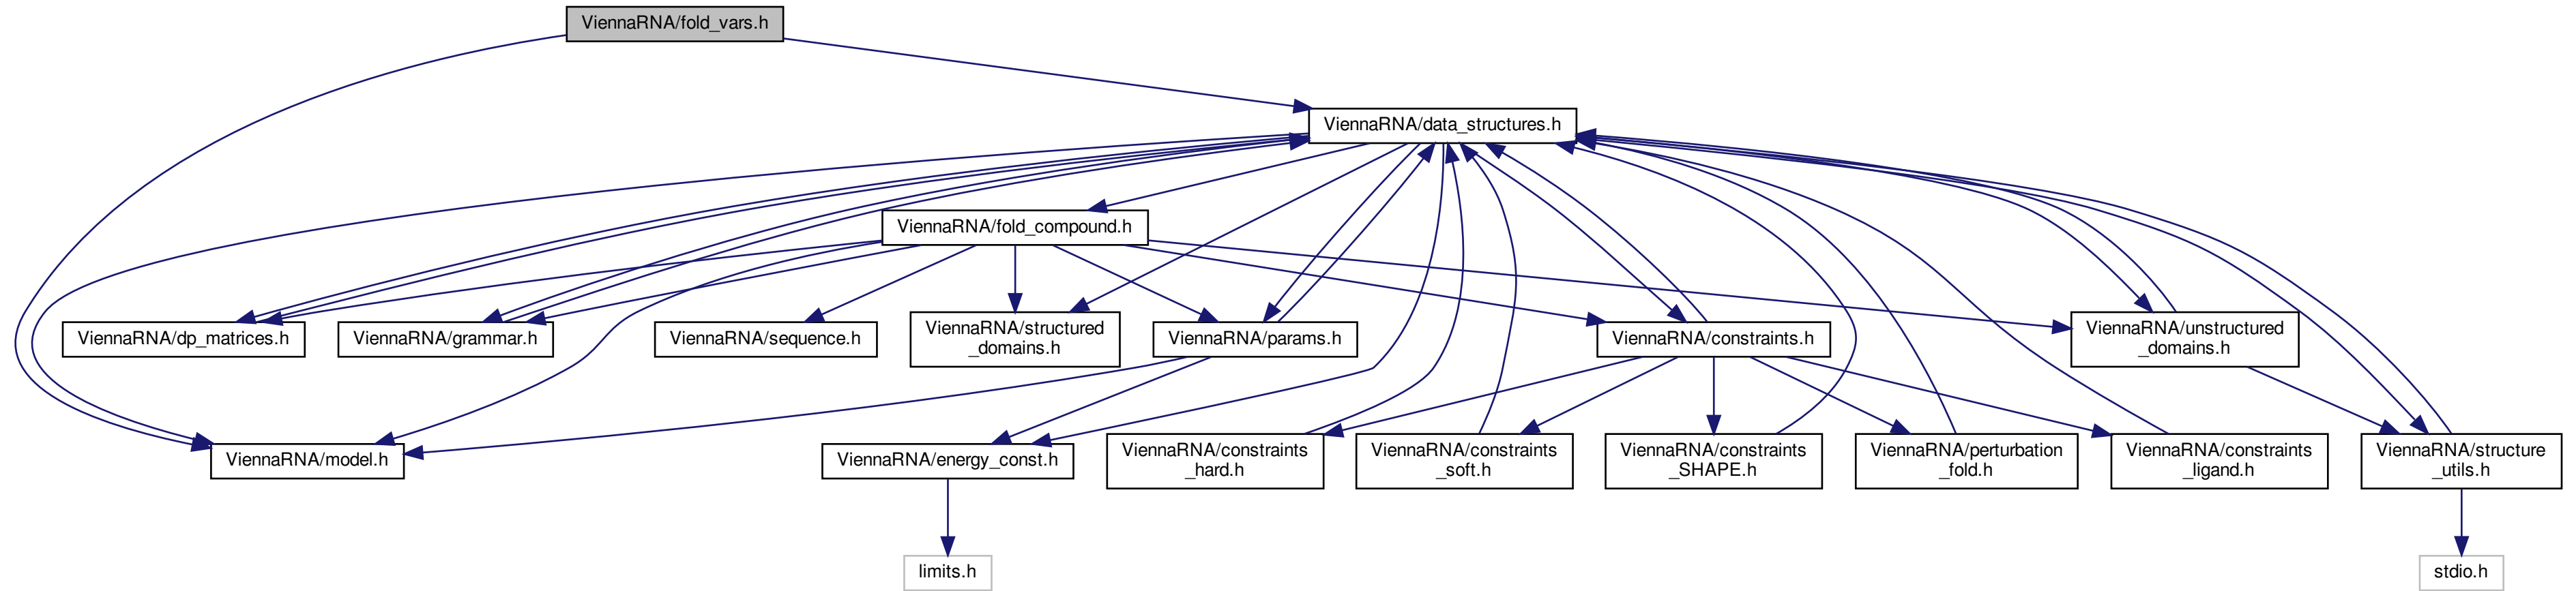 ViennaRNA/fold_vars.h
ViennaRNA/data_structures.h
ViennaRNA/fold_compound.h
ViennaRNA/dp_matrices.h
ViennaRNA/grammar.h
ViennaRNA/sequence.h
ViennaRNA/structured
_domains.h
ViennaRNA/params.h
ViennaRNA/constraints.h
ViennaRNA/unstructured
_domains.h
ViennaRNA/model.h
ViennaRNA/energy_const.h
ViennaRNA/constraints
_hard.h
ViennaRNA/constraints
_soft.h
ViennaRNA/constraints
_SHAPE.h
ViennaRNA/perturbation
_fold.h
ViennaRNA/constraints
_ligand.h
ViennaRNA/structure
_utils.h
limits.h
stdio.h